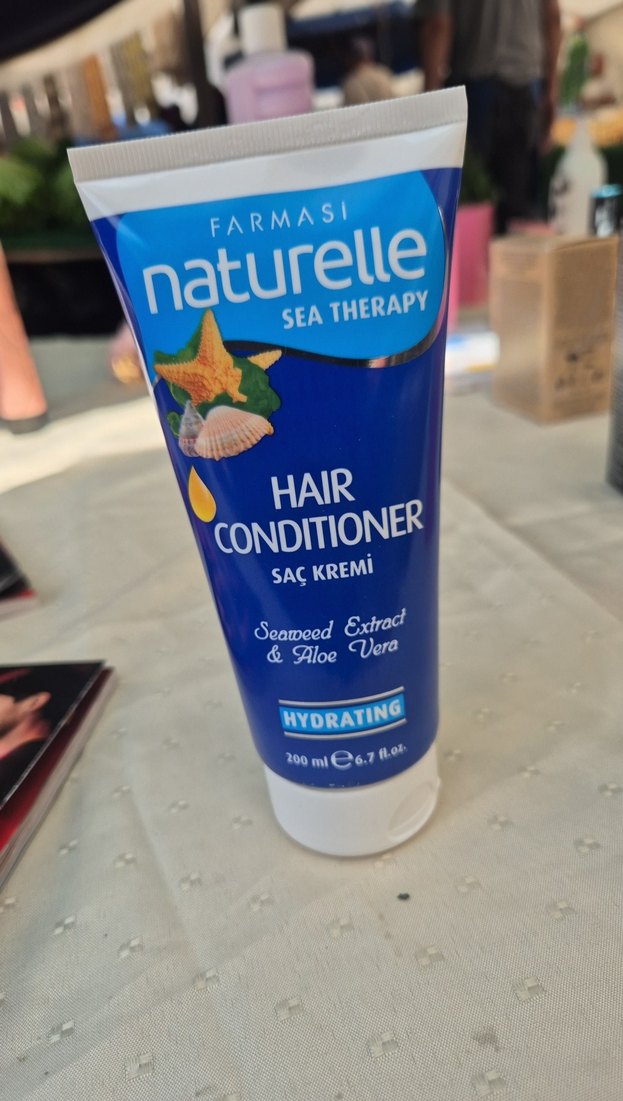 FARMASİ
naturelle
SEA THERAPY
HAIR
CONDITIONER
SAÇ KREMİ
Seaweed Extract
& Aloe Vera
HYDRATING
200 ml ℮ 6.7 fl.oz.